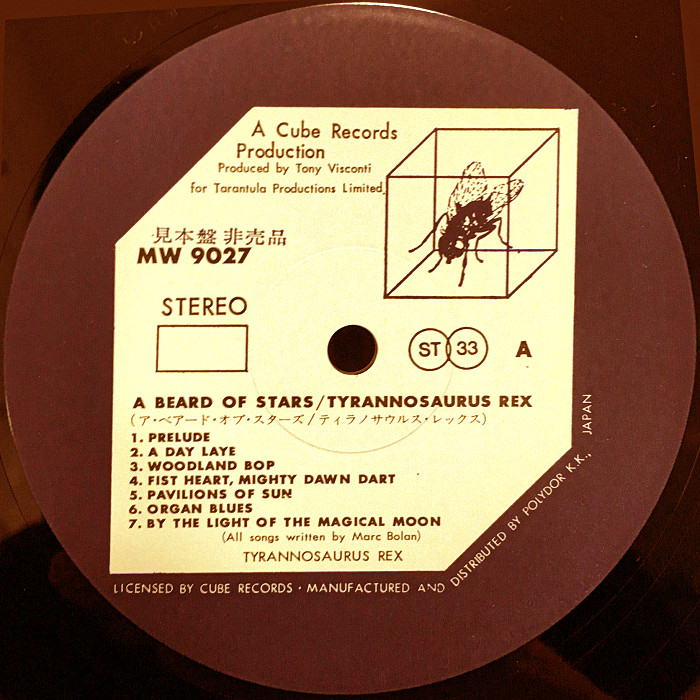 A Cube Records
Production
Produced by Tony Visconti
for Tarantula Productions Limited.
見本盤 非売品
MW 9027
STEREO
ST 33 A
A BEARD OF STARS/TYRANNOSAURUS REX
(ア・ベアード・オブ・スターズ/ティラノサウルス・レックス)
1. PRELUDE
2. A DAY LAYE
3. WOODLAND BOP
4. FIST HEART, MIGHTY DAWN DART
5. PAVILIONS OF SUN
6. ORGAN BLUES
7. BY THE LIGHT OF THE MAGICAL MOON
(All songs written by Marc Bolan)
TYRANNOSAURUS REX
LICENSED BY CUBE RECORDS · MANUFACTURED AND DISTRIBUTED BY POLYDOR K.K., JAPAN